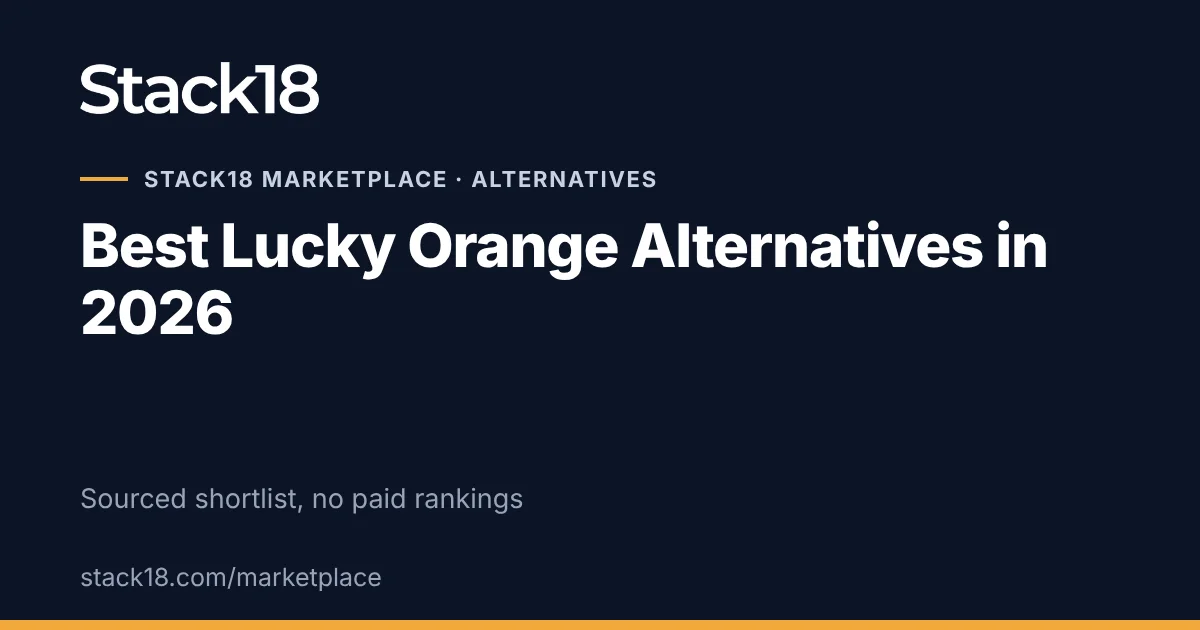 Stack18
STACK18 MARKETPLACE · ALTERNATIVES
Best Lucky Orange Alternatives in
2026
Sourced shortlist, no paid rankings
stack18.com/marketplace